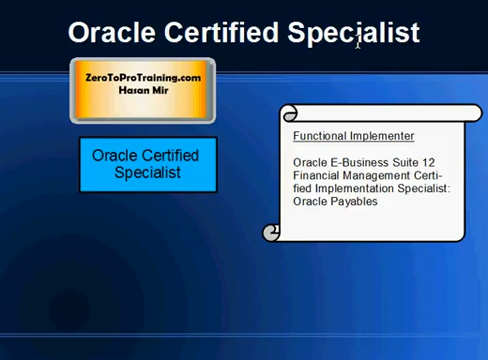 Oracle Certified Specialist
ZeroToProTraining.com
Hasan Mir
Oracle Certified
Specialist
Functional Implementer
Oracle E-Business Suite 12
Financial Management Certi-
fied Implementation Specialist:
Oracle Payables